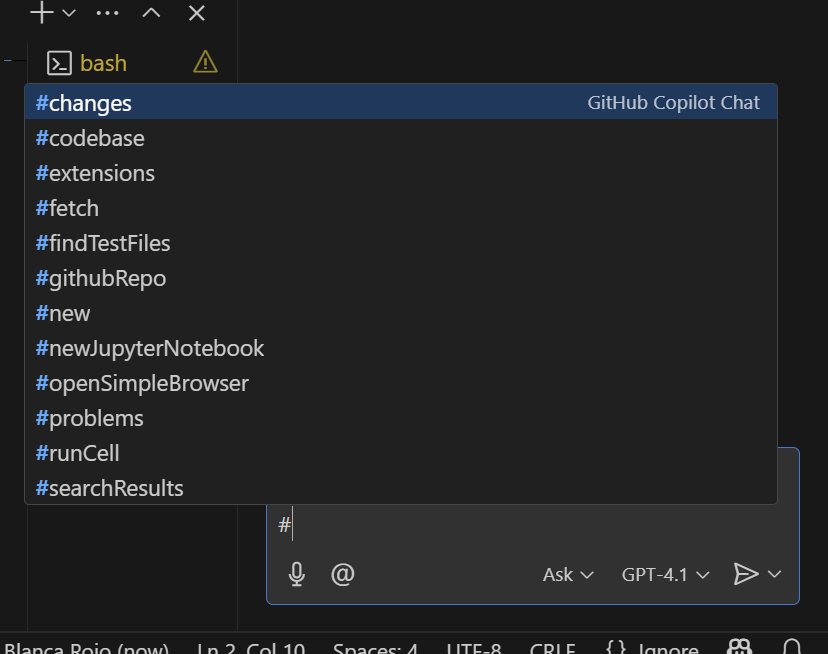 bash
#changes GitHub Copilot Chat
#codebase
#extensions
#fetch
#findTestFiles
#githubRepo
#new
#newJupyterNotebook
#openSimpleBrowser
#problems
#runCell
#searchResults
#
@ Ask GPT-4.1
Blanca Rojo (now) Ln 2, Col 10 Spaces: 4 UTF-8 CRLF {} Ignore